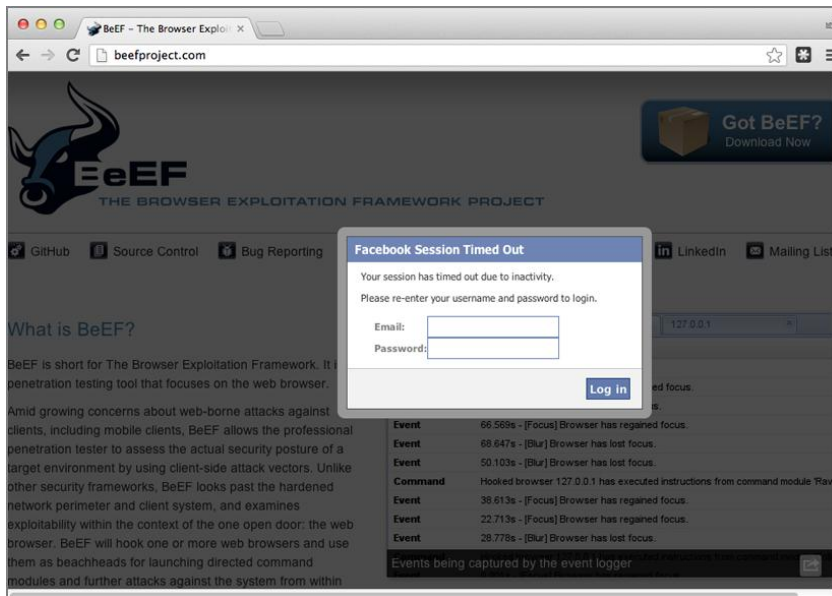 BeEF - The Browser Exploi
beefproject.com
Got BeEF?
Download Now
BeEF
THE BROWSER EXPLOITATION FRAMEWORK PROJECT
GitHub Source Control Bug Reporting
LinkedIn Mailing List
Facebook Session Timed Out
Your session has timed out due to inactivity.
Please re-enter your username and password to login.
Email:
Password:
Log in
What is BeEF?
BeEF is short for The Browser Exploitation Framework. It
penetration testing tool that focuses on the web browser.
Amid growing concerns about web-borne attacks against
clients, including mobile clients, BeEF allows the professional
penetration tester to assess the actual security posture of a
target environment by using client-side attack vectors. Unlike
other security frameworks, BeEF looks past the hardened
network perimeter and client system, and examines
exploitability within the context of the one open door: the web
browser. BeEF will hook one or more web browsers and use
them as beachheads for launching directed command
modules and further attacks against the system from within
127.0.0.1
focus.
Event 66.569s - [Focus] Browser has regained focus.
Event 68.647s - [Blur] Browser has lost focus.
Event 50.103s - [Blur] Browser has lost focus.
Command Hooked browser 127.0.0.1 has executed instructions from command module 'Rav
Event 38.613s - [Focus] Browser has regained focus.
Event 22.713s - [Focus] Browser has regained focus.
Event 28.778s - [Blur] Browser has lost focus.
Events being captured by the event logger